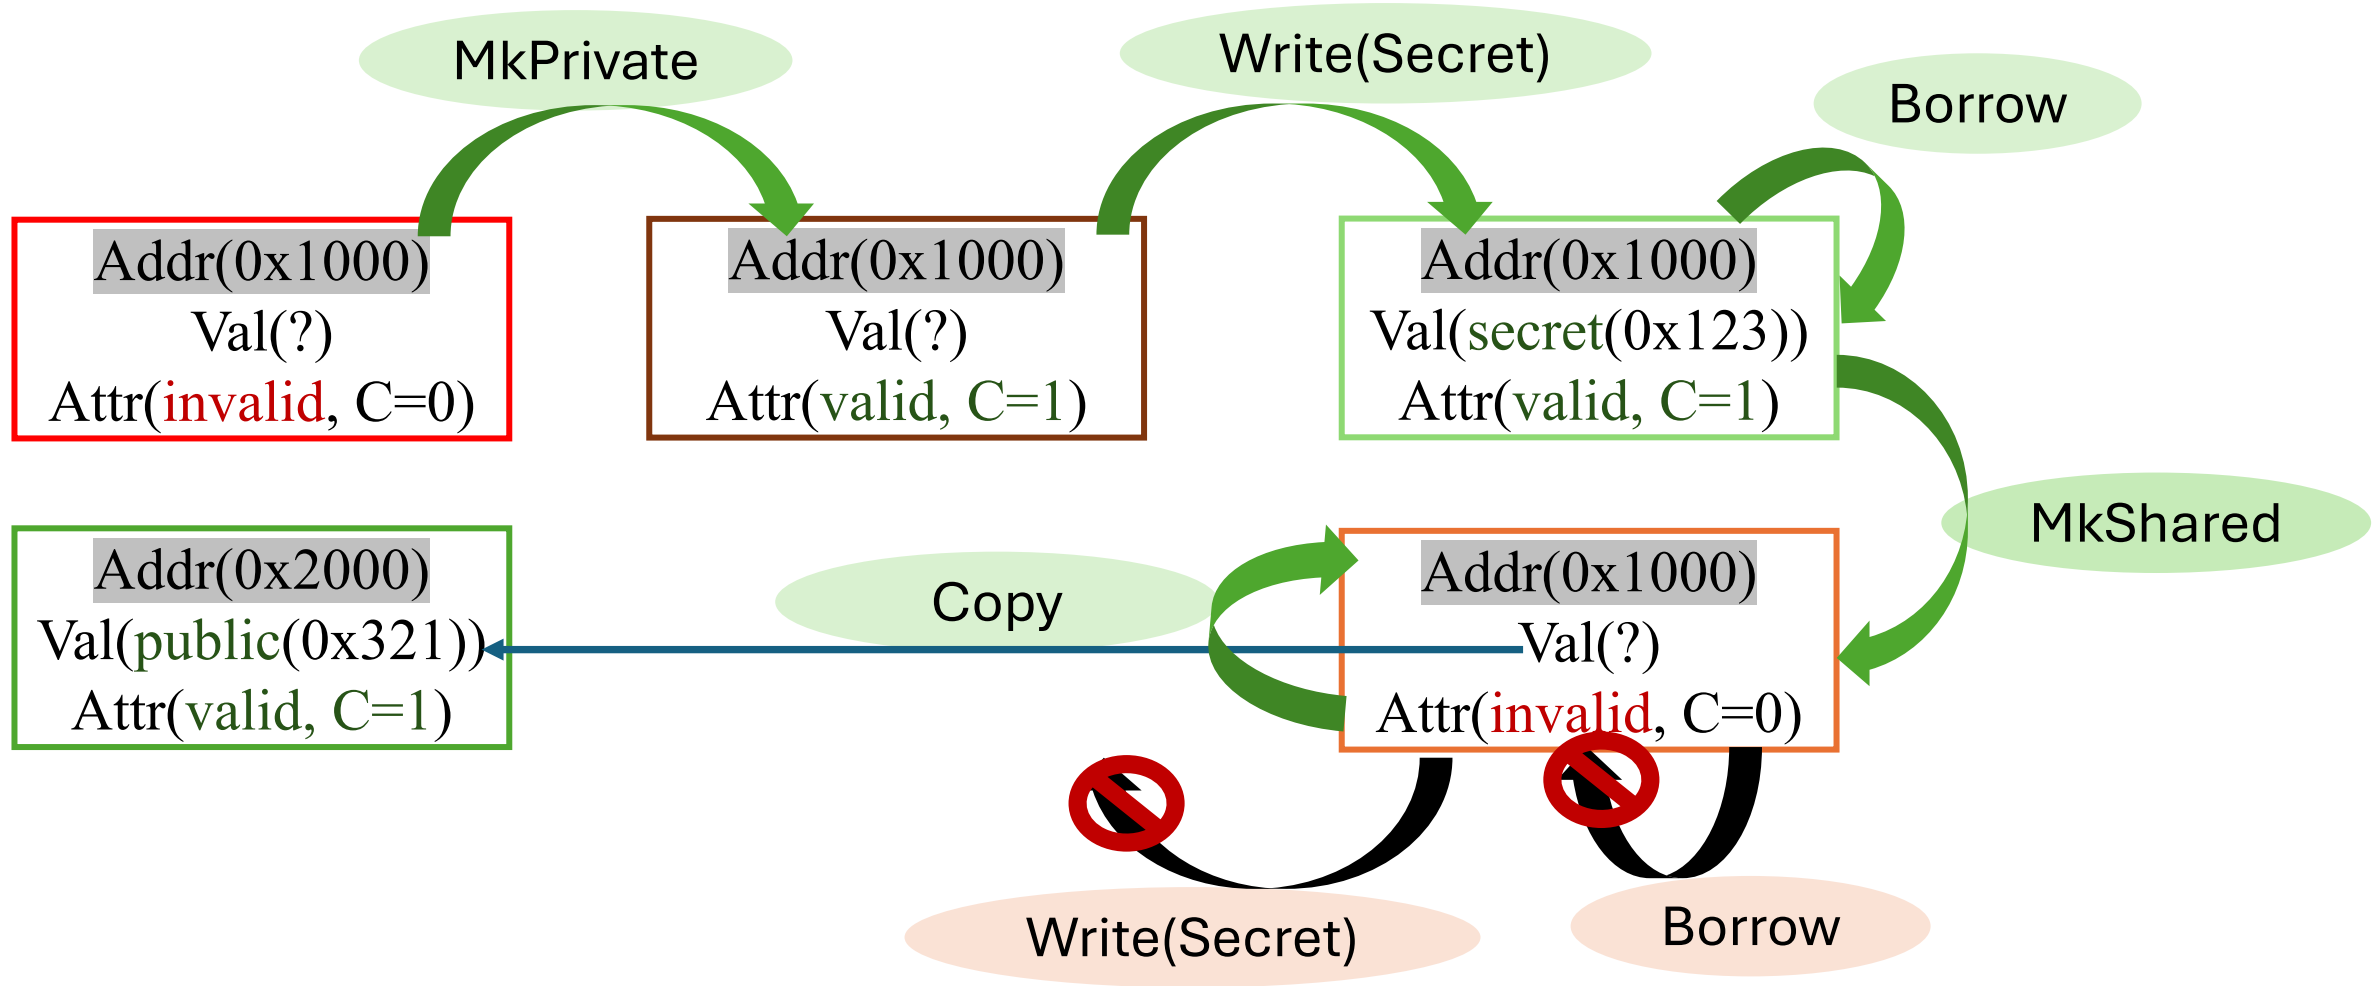 MkPrivate
Write(Secret)
Borrow
Addr(0x1000)
Val(?)
Attr(invalid, C=0)
Addr(0x1000)
Val(?)
Attr(valid, C=1)
Addr(0x1000)
Val(secret(0x123))
Attr(valid, C=1)
MkShared
Addr(0x2000)
Val(public(0x321))
Attr(valid, C=1)
Copy
Addr(0x1000)
Val(?)
Attr(invalid, C=0)
Write(Secret)
Borrow